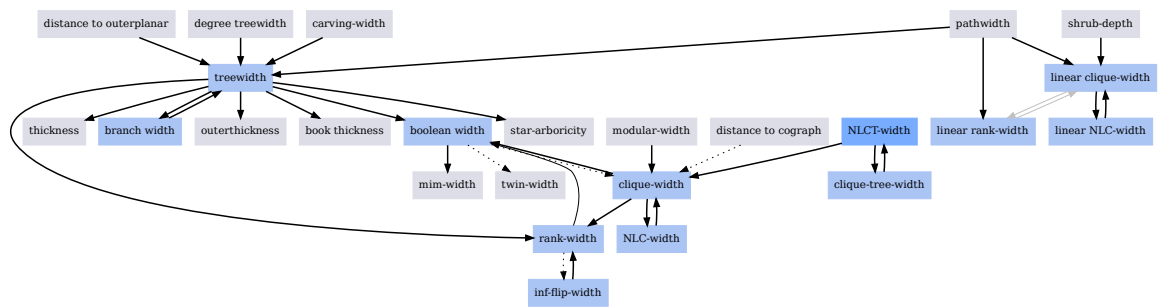 distance to outerplanar
degree treewidth
carving-width
pathwidth
shrub-depth
treewidth
linear clique-width
thickness
branch width
outerthickness
book thickness
boolean width
star-arboricity
modular-width
distance to cograph
NLCT-width
linear rank-width
linear NLC-width
mim-width
twin-width
clique-width
clique-tree-width
rank-width
NLC-width
inf-flip-width